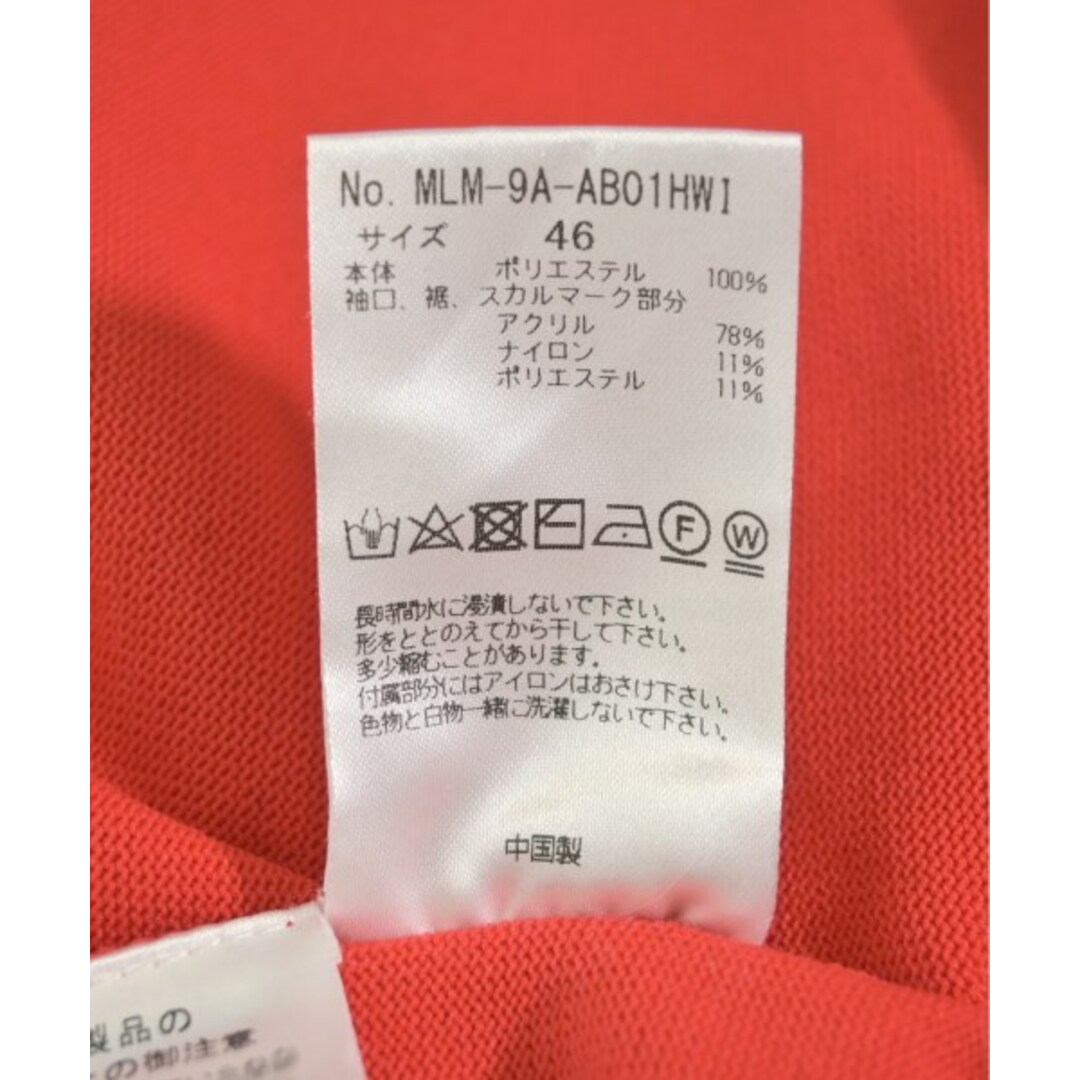 No. MLM-9A-AB01HWI
サイズ 46
本体 ポリエステル 100%
袖口、裾、スカルマーク部分
アクリル 78%
ナイロン 11%
ポリエステル 11%
F W
長時間水に浸漬しないで下さい。
形をととのえてから干して下さい。
多少縮むことがあります。
付属部分にはアイロンはおさけ下さい。
色物と白物一緒に洗濯しないで下さい。
中国製
製品の
の御注意